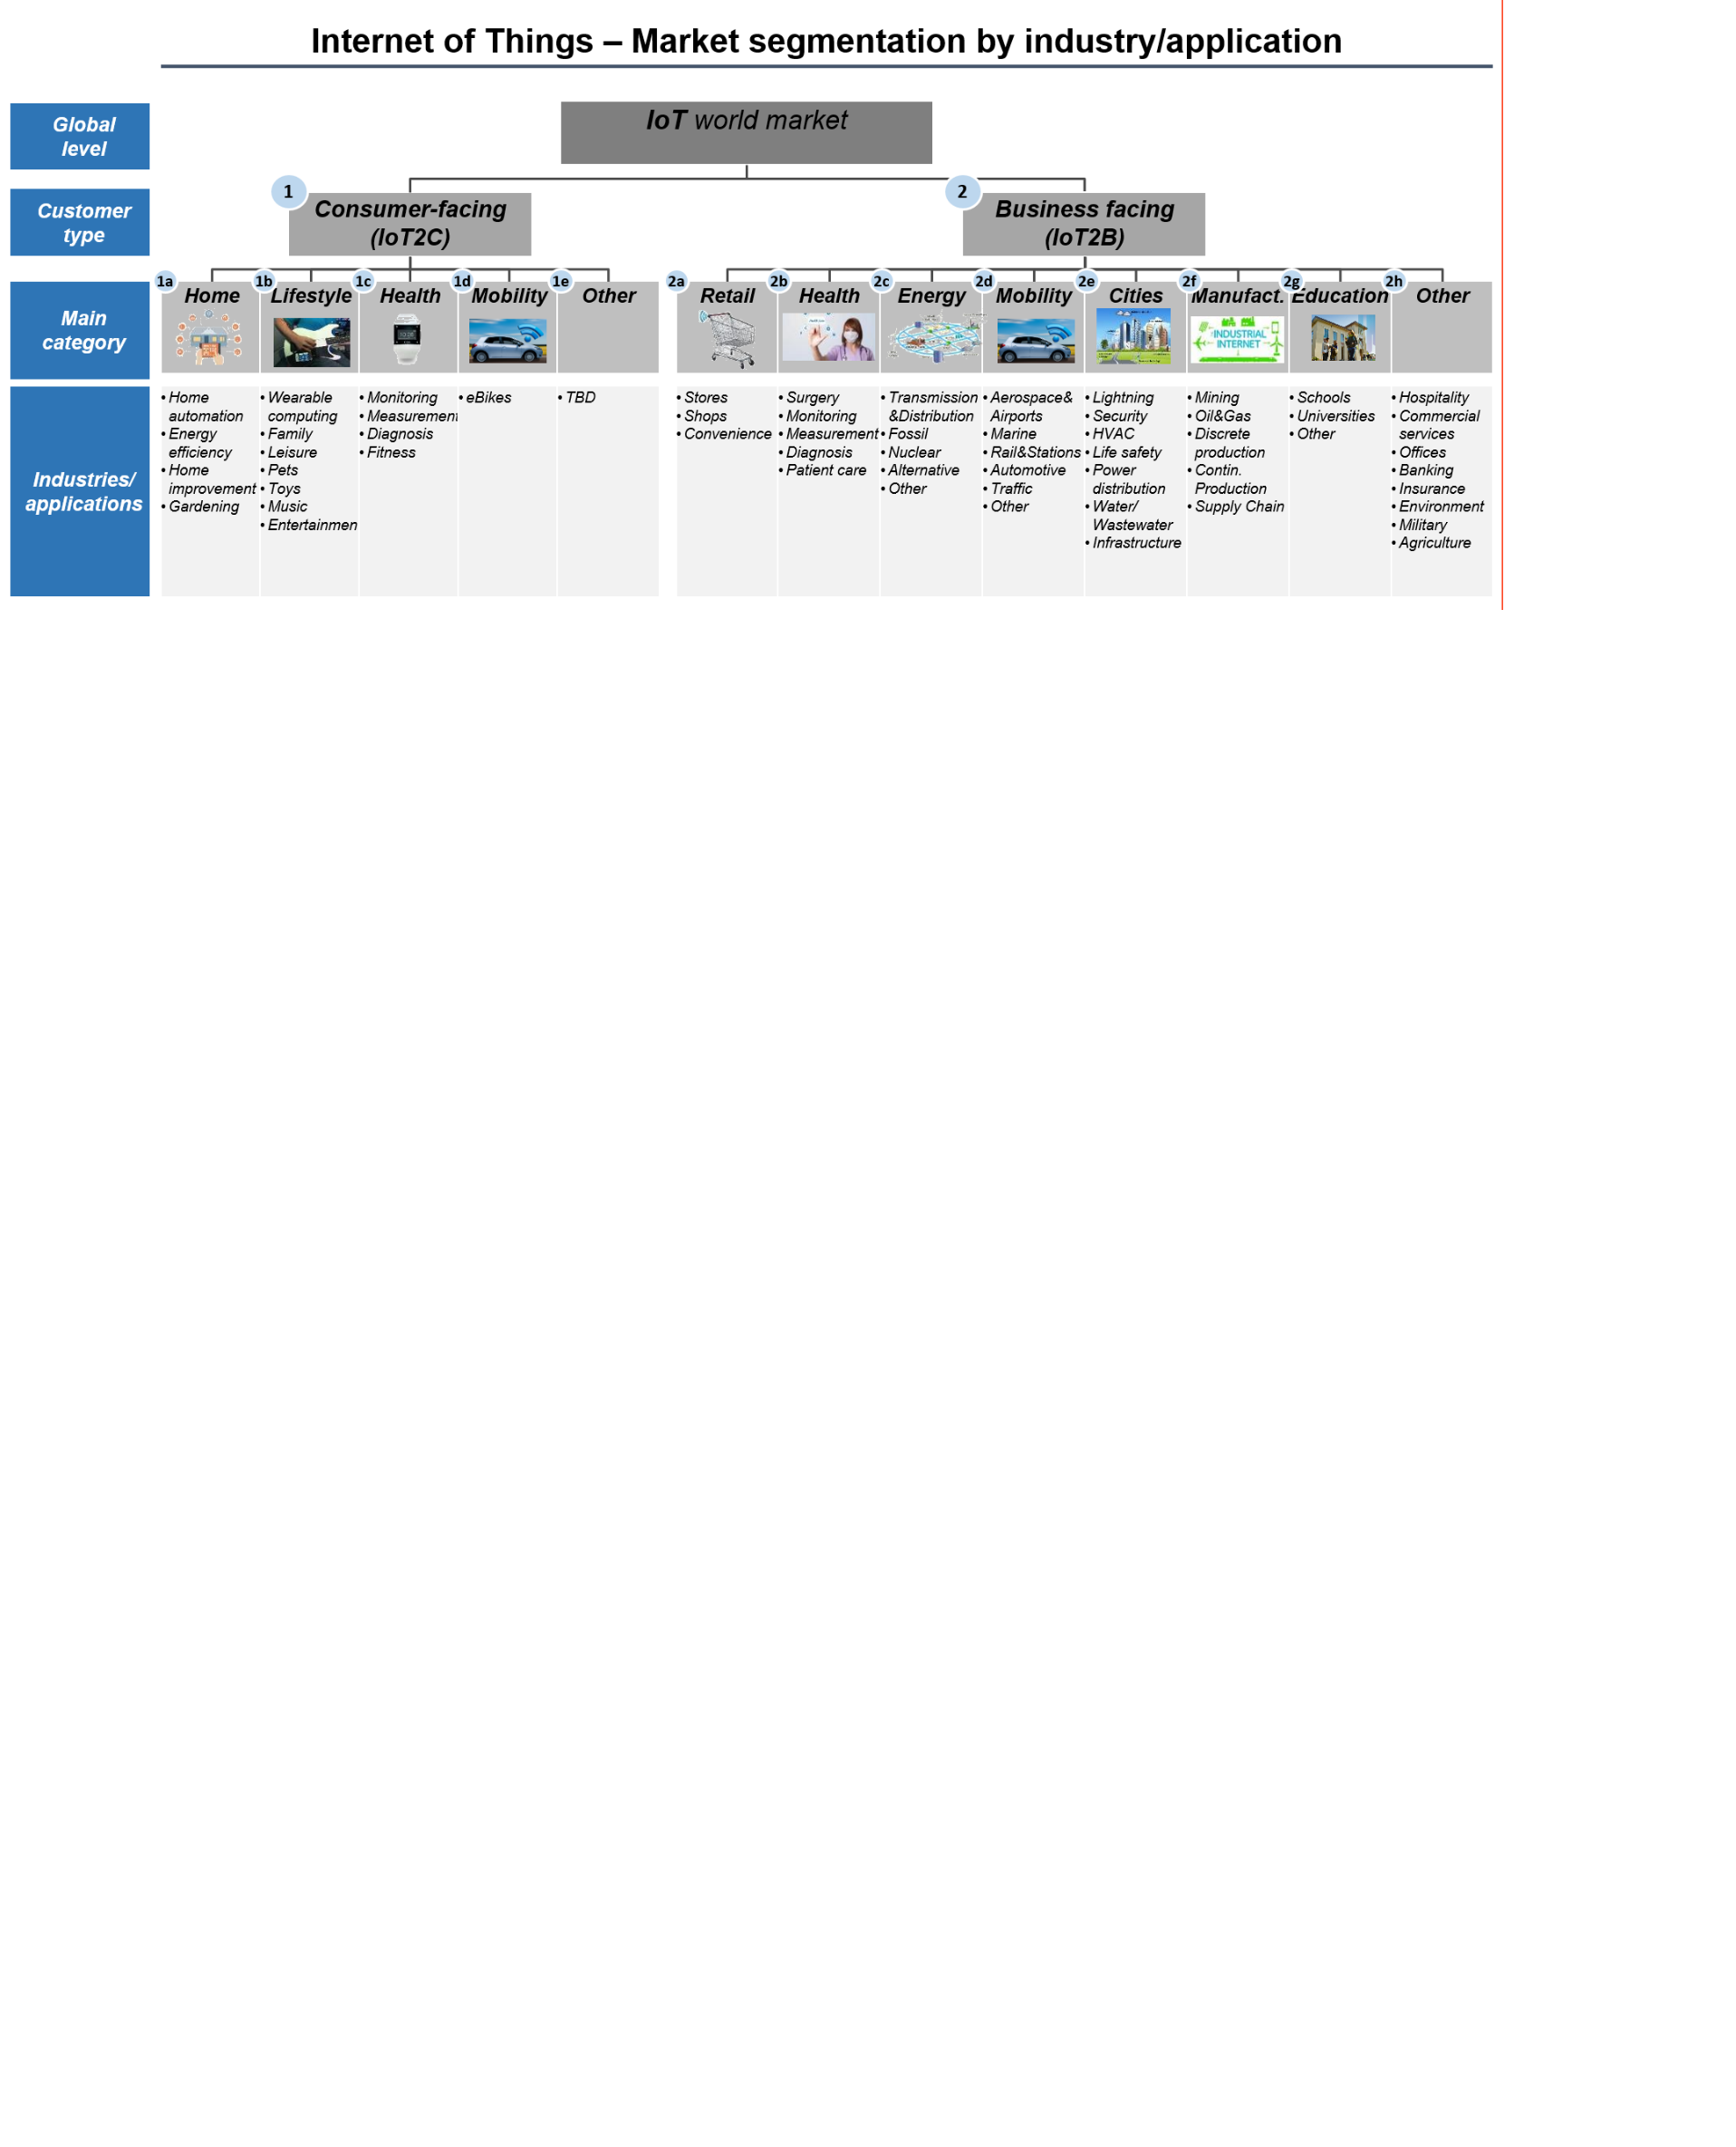 Internet of Things – Market segmentation by industry/application
Global
level
IoT world market
Customer
type
1
Consumer-facing
(IoT2C)
2
Business facing
(IoT2B)
Main
category
1a
Home
1b
Lifestyle
1c
Health
1d
Mobility
1e
Other
2a
Retail
2b
Health
2c
Energy
2d
Mobility
2e
Cities
2f
Manufact.
INDUSTRIAL
INTERNET
2g
Education
2h
Other
Industries/
applications
• Home
automation
• Energy
efficiency
• Home
improvement
• Gardening
• Wearable
computing
• Family
• Leisure
• Pets
• Toys
• Music
• Entertainmen
• Monitoring
• Measurement
• Diagnosis
• Fitness
• eBikes
• TBD
• Stores
• Shops
• Convenience
• Surgery
• Monitoring
• Measurement
• Diagnosis
• Patient care
• Transmission
&Distribution
• Fossil
• Nuclear
• Alternative
• Other
• Aerospace&
Airports
• Marine
• Rail&Stations
• Automotive
• Traffic
• Other
• Lightning
• Security
• HVAC
• Life safety
• Power
distribution
• Water/
Wastewater
• Infrastructure
• Mining
• Oil&Gas
• Discrete
production
• Contin.
Production
• Supply Chain
• Schools
• Universities
• Other
• Hospitality
• Commercial
services
• Offices
• Banking
• Insurance
• Environment
• Military
• Agriculture